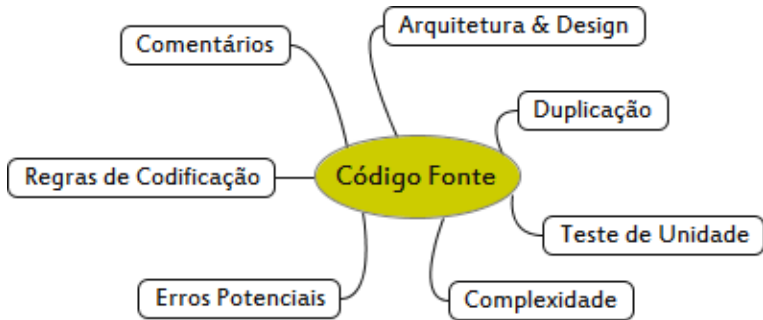 Arquitetura & Design
Comentários
Duplicação
Regras de Codificação
Código Fonte
Teste de Unidade
Erros Potenciais
Complexidade